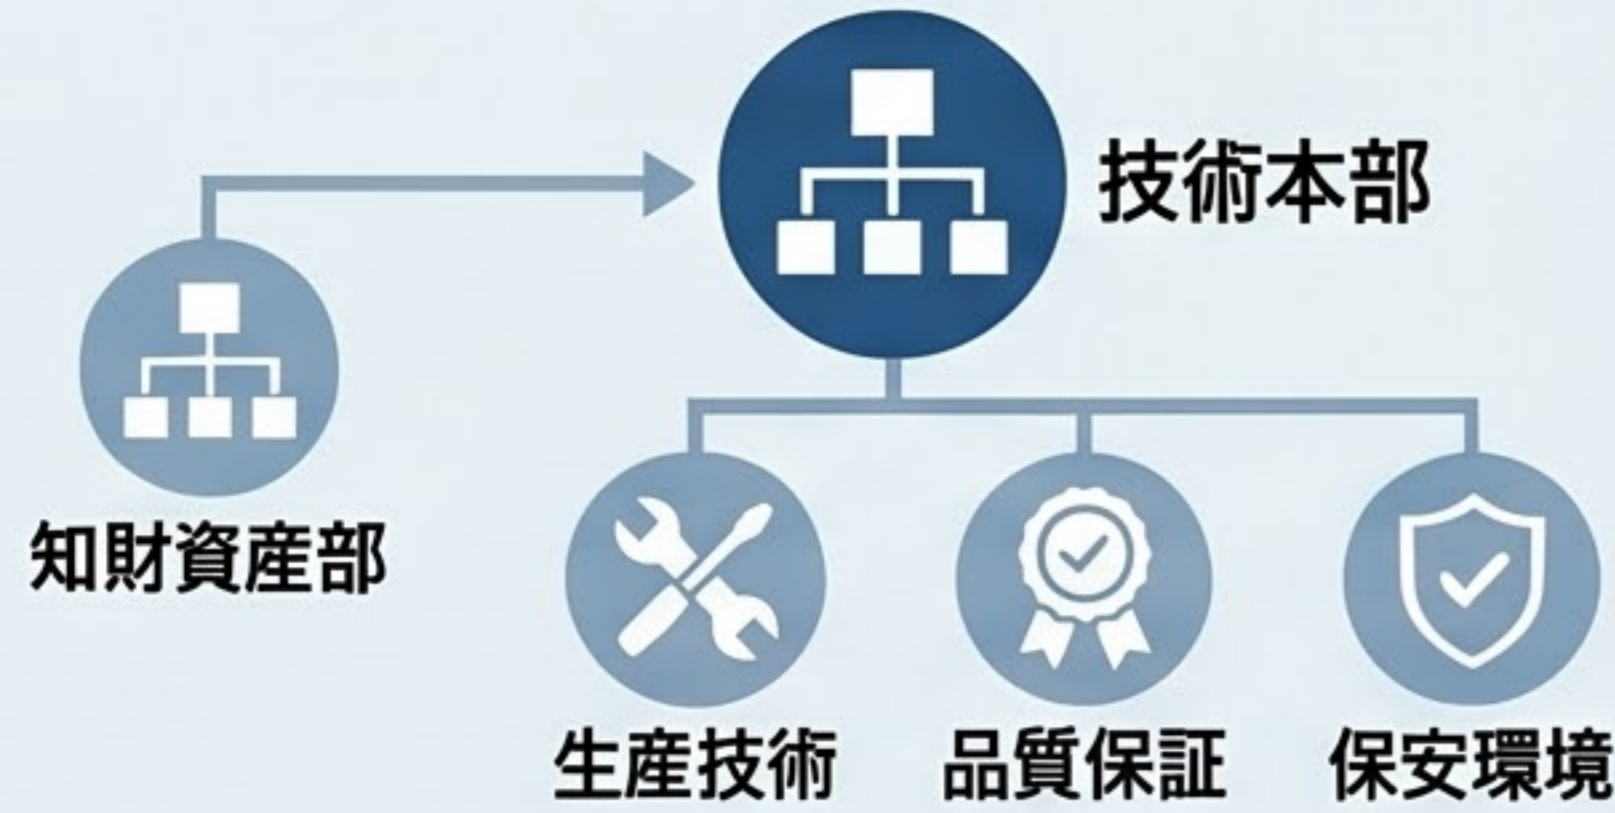 技術本部
知財資産部
生産技術
品質保証
保安環境